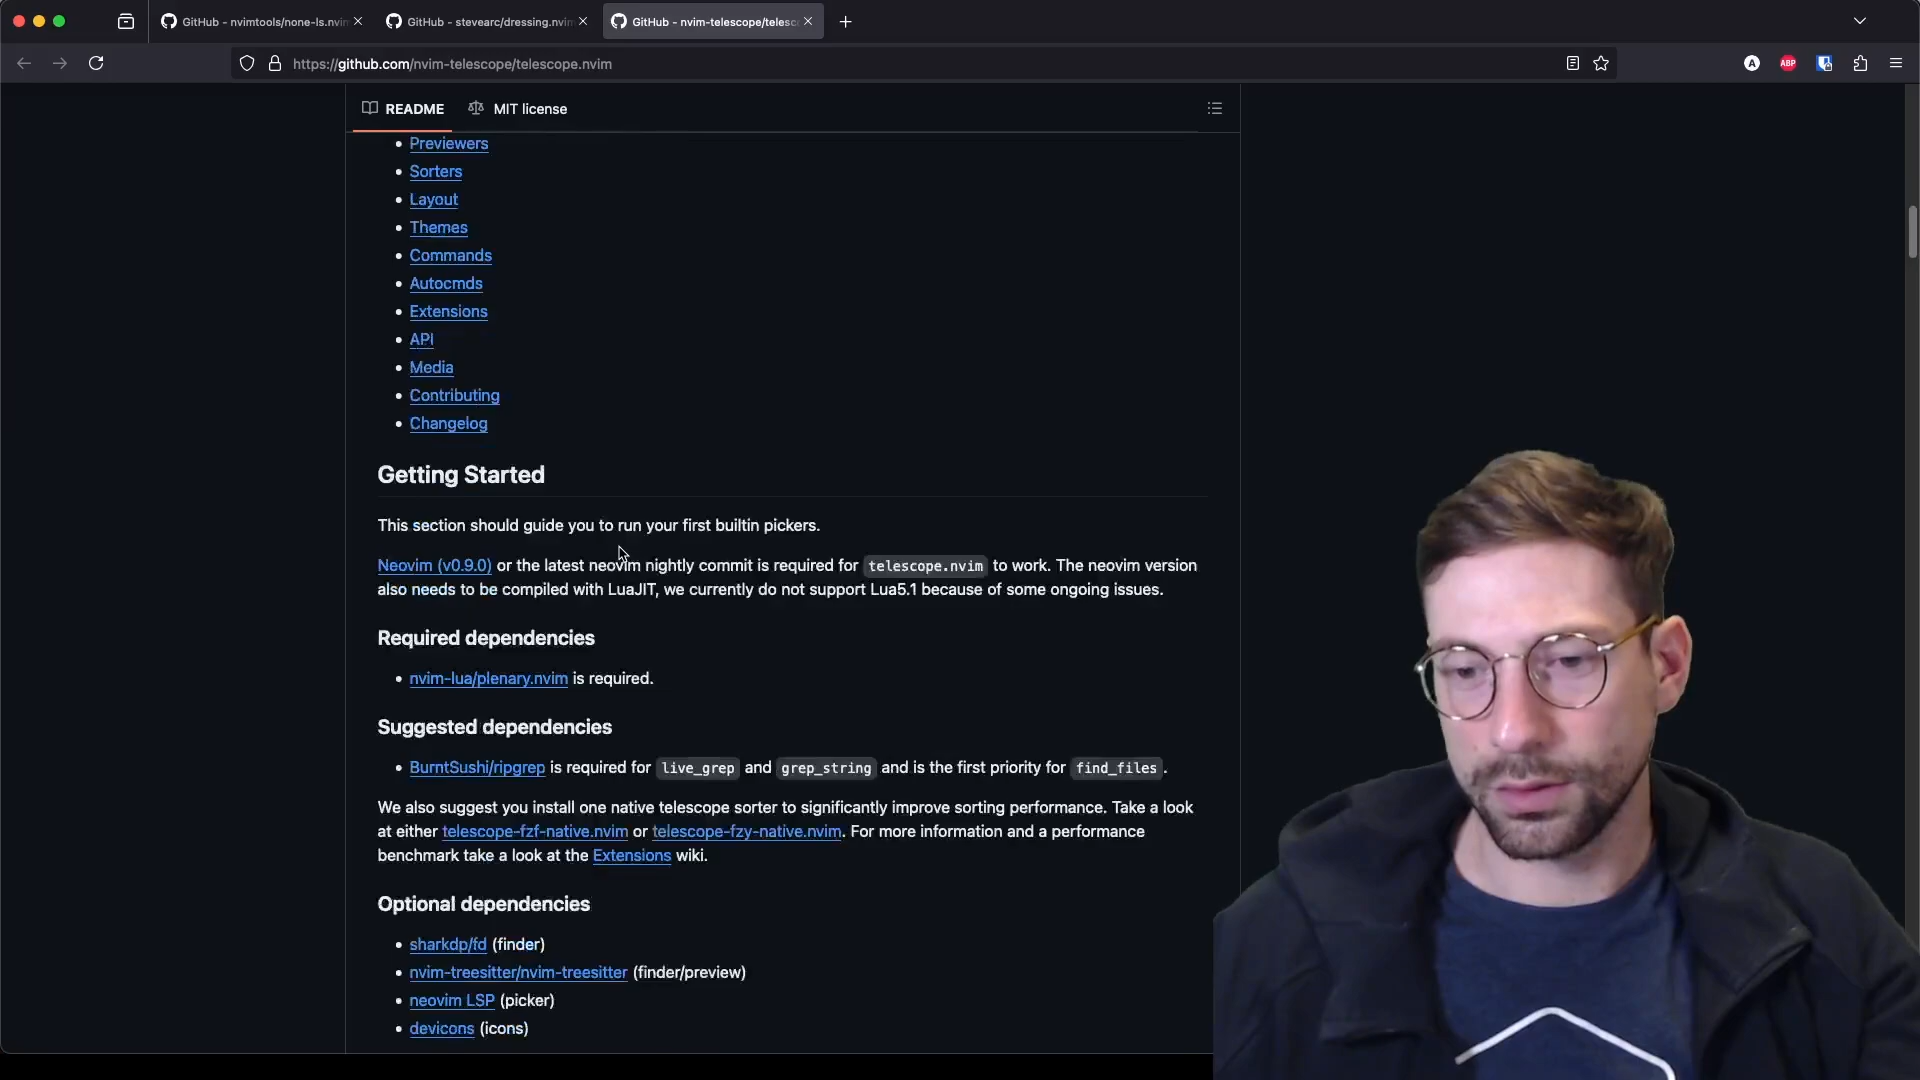 GitHub - nvimtools/none-ls.nvim
GitHub - stevearc/dressing.nvim
GitHub - nvim-telescope/telesc
https://github.com/nvim-telescope/telescope.nvim
A
ABP
README
MIT license
Previewers
Sorters
Layout
Themes
Commands
Autocmds
Extensions
API
Media
Contributing
Changelog
Getting Started
This section should guide you to run your first builtin pickers.
Neovim (v0.9.0) or the latest neovim nightly commit is required for telescope.nvim to work. The neovim version
also needs to be compiled with LuaJIT, we currently do not support Lua5.1 because of some ongoing issues.
Required dependencies
nvim-lua/plenary.nvim is required.
Suggested dependencies
BurntSushi/ripgrep is required for live_grep and grep_string and is the first priority for find_files.
We also suggest you install one native telescope sorter to significantly improve sorting performance. Take a look
at either telescope-fzf-native.nvim or telescope-fzy-native.nvim. For more information and a performance
benchmark take a look at the Extensions wiki.
Optional dependencies
sharkdp/fd (finder)
nvim-treesitter/nvim-treesitter (finder/preview)
neovim LSP (picker)
devicons (icons)